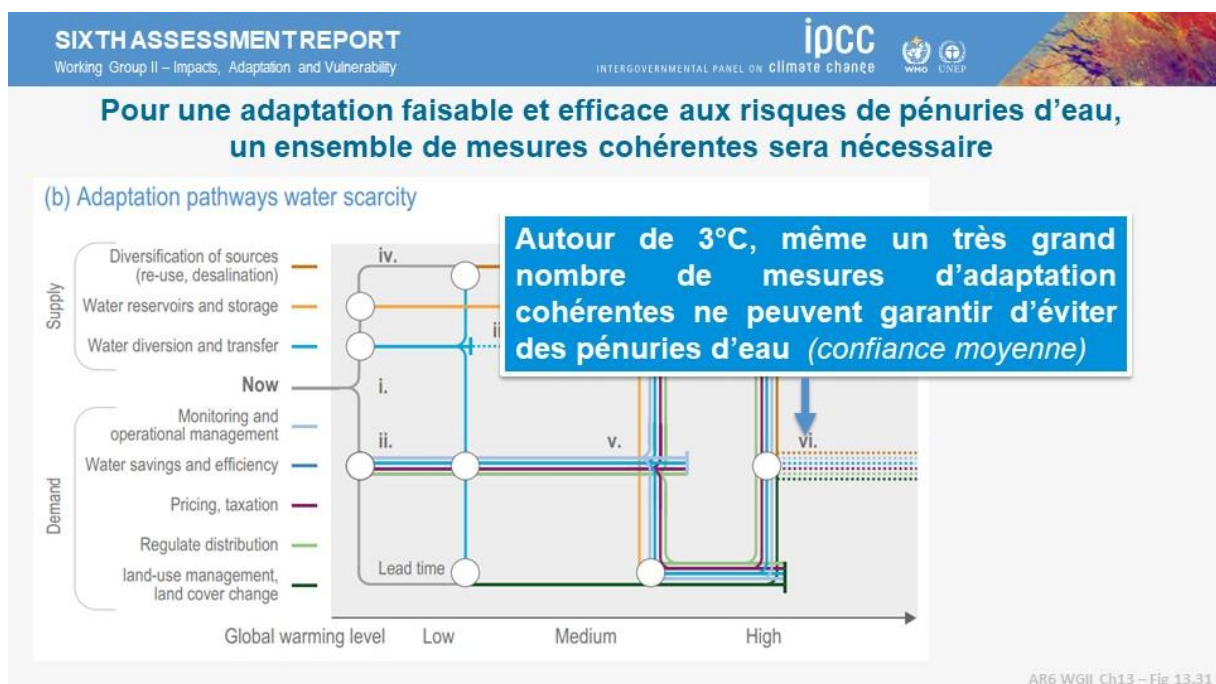 SIXTH ASSESSMENT REPORT
Working Group II – Impacts, Adaptation and Vulnerability
ipcc
INTERGOVERNMENTAL PANEL ON climate change
WMO
UNEP
Pour une adaptation faisable et efficace aux risques de pénuries d'eau,
un ensemble de mesures cohérentes sera nécessaire
(b) Adaptation pathways water scarcity
Autour de 3°C, même un très grand
nombre de mesures d'adaptation
cohérentes ne peuvent garantir d'éviter
des pénuries d'eau (confiance moyenne)
Supply
Diversification of sources
(re-use, desalination)
iv.
Water reservoirs and storage
Water diversion and transfer
Now
i.
Demand
Monitoring and
operational management
ii.
v.
vi.
Water savings and efficiency
Pricing, taxation
Regulate distribution
land-use management,
land cover change
Lead time
Global warming level
Low
Medium
High
AR6 WGII Ch13 – Fig 13.31